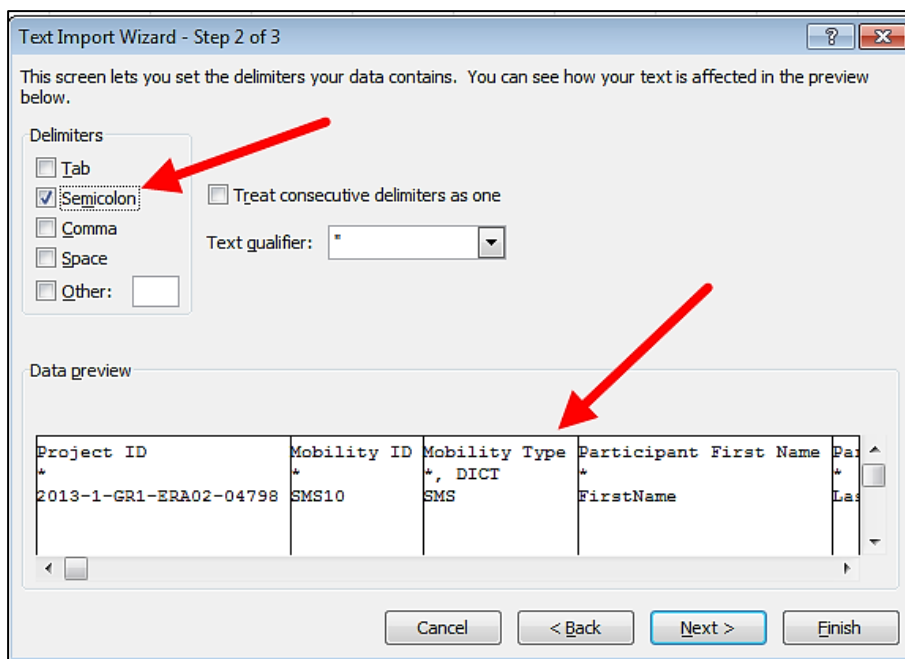 Text Import Wizard - Step 2 of 3
This screen lets you set the delimiters your data contains. You can see how your text is affected in the preview
below.
Delimiters
Tab
Semicolon
Comma
Space
Other:
Treat consecutive delimiters as one
Text qualifier: "
Data preview
Project ID Mobility ID Mobility Type Participant First Name Par
* * *, DICT * *
2013-1-GR1-ERA02-04798 SMS10 SMS FirstName Las
Cancel < Back Next > Finish